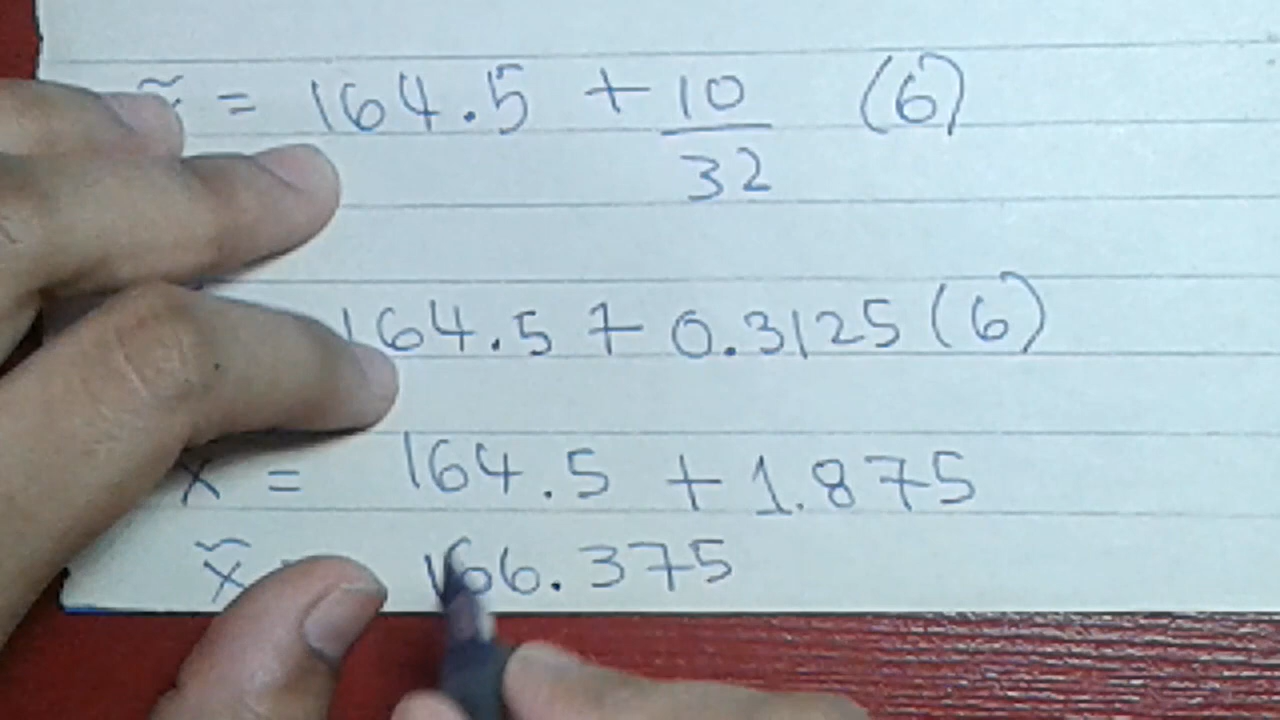 = 164.5 + 10/32 (6)
164.5 + 0.3125 (6)
x = 164.5 + 1.875
x̃ = 166.375